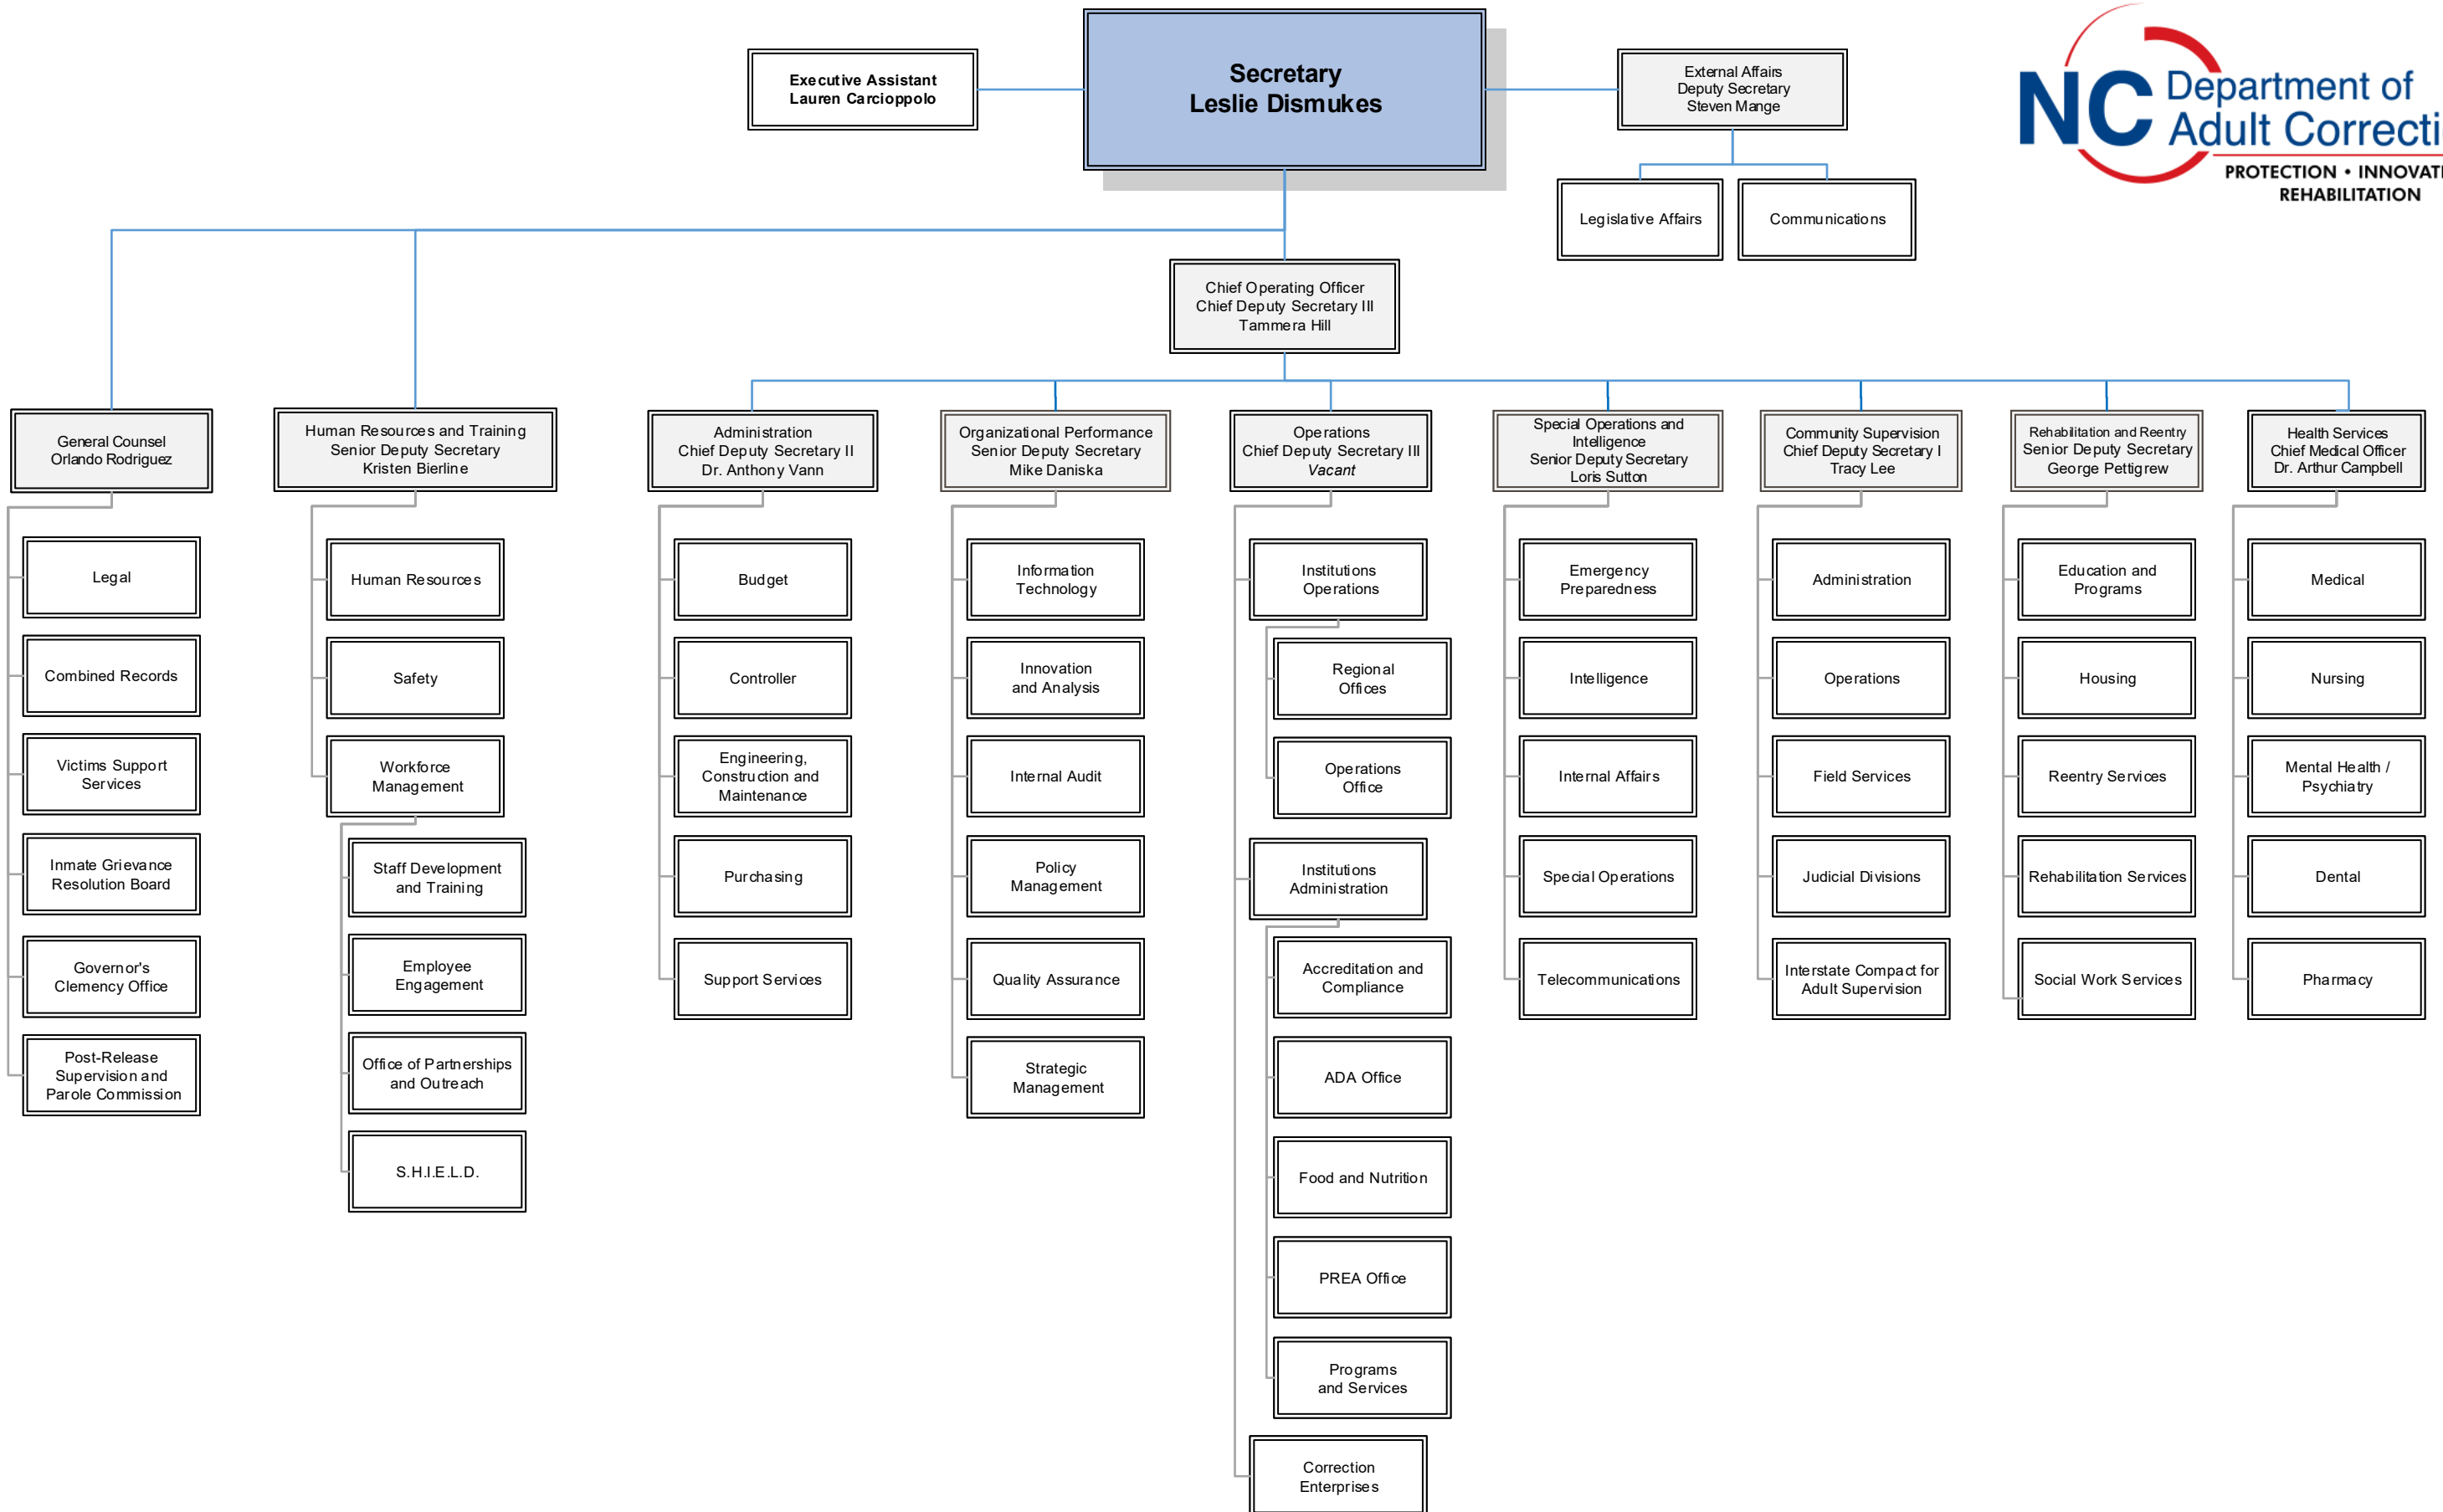 Executive Assistant
Lauren Carcioppolo
Secretary
Leslie Dismukes
External Affairs
Deputy Secretary
Steven Mange
NC Department of
Adult Correcti
PROTECTION • INNOVATI
REHABILITATION
Legislative Affairs
Communications
Chief Operating Officer
Chief Deputy Secretary III
Tammera Hill
General Counsel
Orlando Rodriguez
Legal
Combined Records
Victims Support
Services
Inmate Grievance
Resolution Board
Governor's
Clemency Office
Post-Release
Supervision and
Parole Commission
Human Resources and Training
Senior Deputy Secretary
Kristen Bierline
Human Resources
Safety
Workforce
Management
Staff Development
and Training
Employee
Engagement
Office of Partnerships
and Outreach
S.H.I.E.L.D.
Administration
Chief Deputy Secretary II
Dr. Anthony Vann
Budget
Controller
Engineering,
Construction and
Maintenance
Purchasing
Support Services
Organizational Performance
Senior Deputy Secretary
Mike Daniska
Information
Technology
Innovation
and Analysis
Internal Audit
Policy
Management
Quality Assurance
Strategic
Management
Operations
Chief Deputy Secretary III
Vacant
Institutions
Operations
Regional
Offices
Operations
Office
Institutions
Administration
Accreditation and
Compliance
ADA Office
Food and Nutrition
PREA Office
Programs
and Services
Correction
Enterprises
Special Operations and
Intelligence
Senior Deputy Secretary
Loris Sutton
Emergency
Preparedness
Intelligence
Internal Affairs
Special Operations
Telecommunications
Community Supervision
Chief Deputy Secretary I
Tracy Lee
Administration
Operations
Field Services
Judicial Divisions
Interstate Compact for
Adult Supervision
Rehabilitation and Reentry
Senior Deputy Secretary
George Pettigrew
Education and
Programs
Housing
Reentry Services
Rehabilitation Services
Social Work Services
Health Services
Chief Medical Officer
Dr. Arthur Campbell
Medical
Nursing
Mental Health /
Psychiatry
Dental
Pharmacy